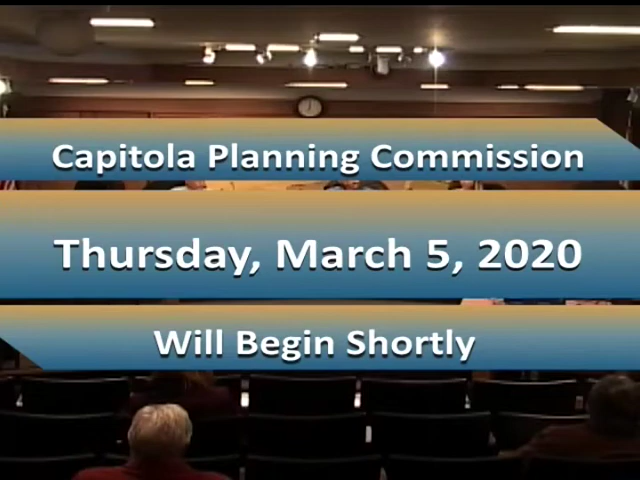 Capitola Planning Commission
Thursday, March 5, 2020
Will Begin Shortly